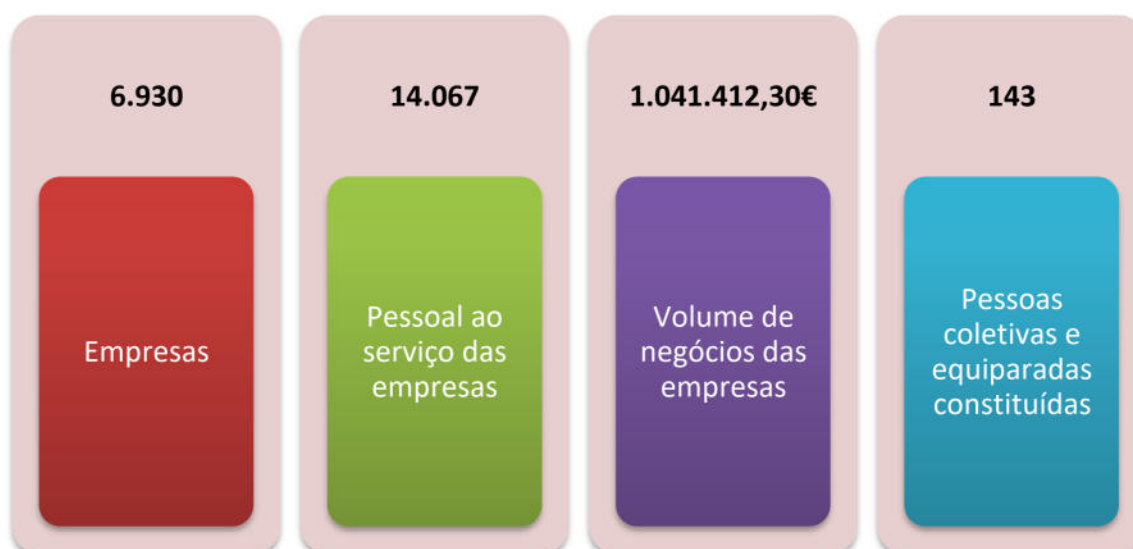 6.930
14.067
1.041.412,30€
143
Empresas
Pessoal ao
serviço das
empresas
Volume de
negócios das
empresas
Pessoas
coletivas e
equiparadas
constituídas